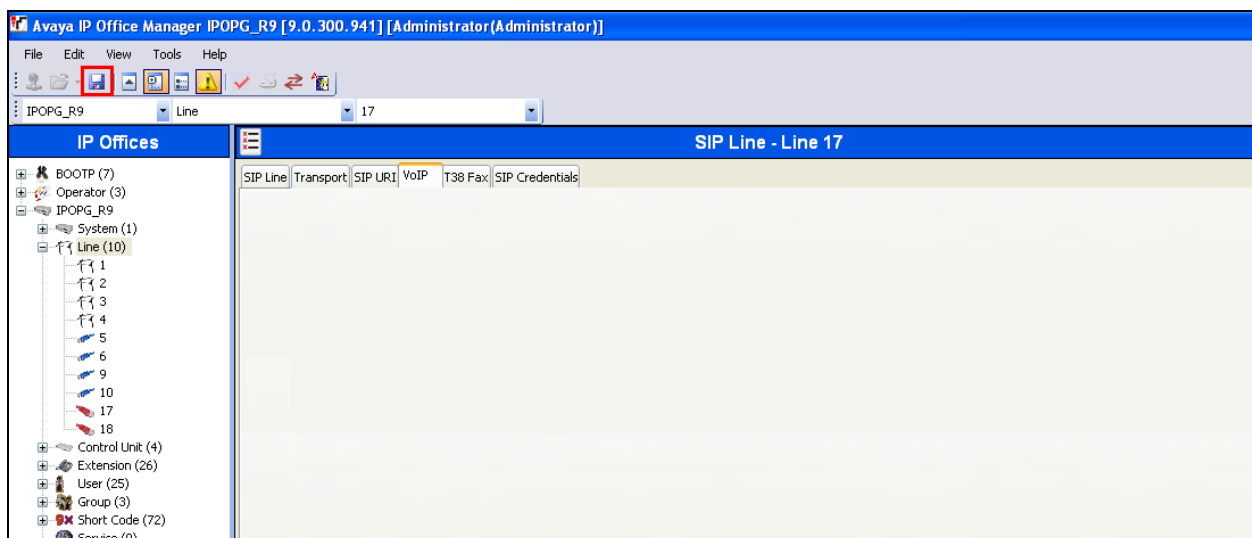 Avaya IP Office Manager IPOPG_R9 [9.0.300.941] [Administrator(Administrator)]
File Edit View Tools Help
IPOPG_R9 Line 17
IP Offices
SIP Line - Line 17
SIP Line Transport SIP URI VoIP T38 Fax SIP Credentials
BOOTP (7)
Operator (3)
IPOPG_R9
System (1)
Line (10)
1
2
3
4
5
6
9
10
17
18
Control Unit (4)
Extension (26)
User (25)
Group (3)
9x Short Code (72)
Service (0)